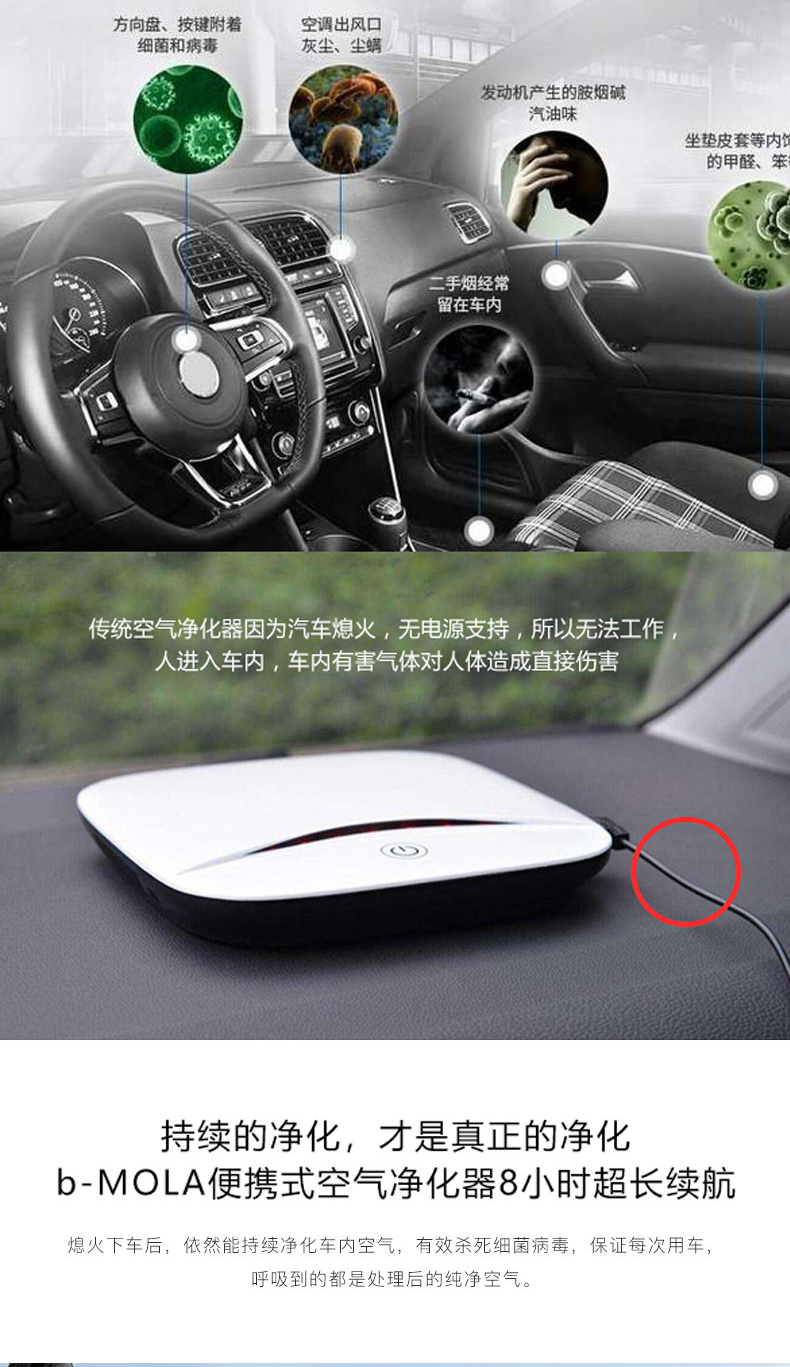 方向盘、按键附着
细菌和病毒
空调出风口
灰尘、尘螨
发动机产生的胺烟碱
汽油味
坐垫皮套等内
的甲醛、笨
二手烟经常
留在车内
传统空气净化器因为汽车熄火，无电源支持，所以无法工作，
人进入车内，车内有害气体对人体造成直接伤害
持续的净化，才是真正的净化
b-MOLA便携式空气净化器8小时超长续航
熄火下车后，依然能持续净化车内空气，有效杀死细菌病毒，保证每次用车，
呼吸到的都是处理后的纯净空气。